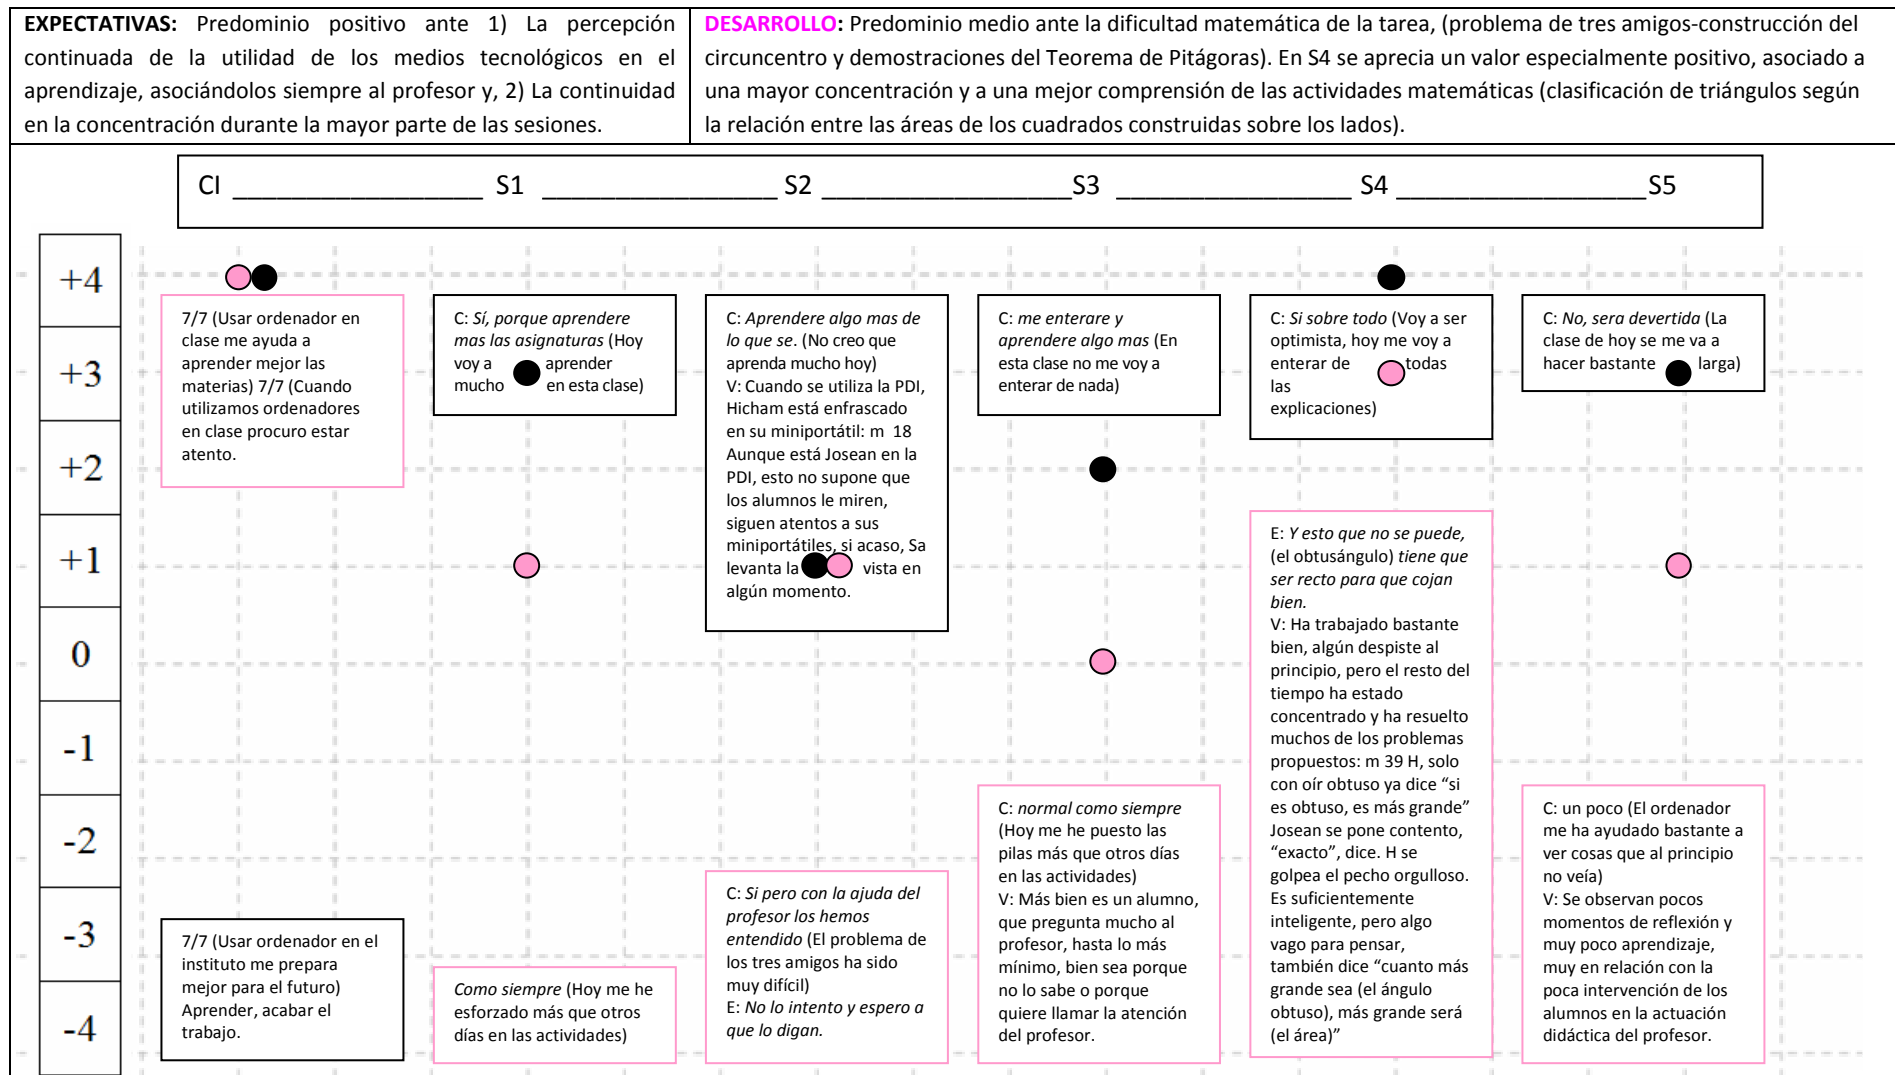 EXPECTATIVAS: Predominio positivo ante 1) La percepción
continuada de la utilidad de los medios tecnológicos en el
aprendizaje, asociándolos siempre al profesor y, 2) La continuidad
en la concentración durante la mayor parte de las sesiones.
DESARROLLO: Predominio medio ante la dificultad matemática de la tarea, (problema de tres amigos-construcción del
circuncentro y demostraciones del Teorema de Pitágoras). En S4 se aprecia un valor especialmente positivo, asociado a
una mayor concentración y a una mejor comprensión de las actividades matemáticas (clasificación de triángulos según
la relación entre las áreas de los cuadrados construidas sobre los lados).
CI ________________ S1 _______________ S2 ________________S3 _______________ S4 ________________S5
+4
+3
+2
+1
0
-1
-2
-3
-4
7/7 (Usar ordenador en
clase me ayuda a
aprender mejor las
materias) 7/7 (Cuando
utilizamos ordenadores
en clase procuro estar
atento.
7/7 (Usar ordenador en el
instituto me prepara
mejor para el futuro)
Aprender, acabar el
trabajo.
C: Sí, porque aprendere
mas las asignaturas (Hoy
voy a aprender
mucho en esta clase)
Como siempre (Hoy me he
esforzado más que otros
días en las actividades)
C: Aprendere algo mas de
lo que se. (No creo que
aprenda mucho hoy)
V: Cuando se utiliza la PDI,
Hicham está enfrascado
en su miniportátil: m 18
Aunque está Josean en la
PDI, esto no supone que
los alumnos le miren,
siguen atentos a sus
miniportátiles, si acaso, Sa
levanta la vista en
algún momento.
C: Si pero con la ayuda del
profesor los hemos
entendido (El problema de
los tres amigos ha sido
muy difícil)
E: No lo intento y espero a
que lo digan.
C: me enterare y
aprendere algo mas (En
esta clase no me voy a
enterar de nada)
C: normal como siempre
(Hoy me he puesto las
pilas más que otros días
en las actividades)
V: Más bien es un alumno,
que pregunta mucho al
profesor, hasta lo más
mínimo, bien sea porque
no lo sabe o porque
quiere llamar la atención
del profesor.
C: Si sobre todo (Voy a ser
optimista, hoy me voy a
enterar de todas
las
explicaciones)
E: Y esto que no se puede,
(el obtusángulo) tiene que
ser recto para que cojan
bien.
V: Ha trabajado bastante
bien, algún despiste al
principio, pero el resto del
tiempo ha estado
concentrado y ha resuelto
muchos de los problemas
propuestos: m 39 H, solo
con oír obtuso ya dice “si
es obtuso, es más grande”
Josean se pone contento,
“exacto”, dice. H se
golpea el pecho orgulloso.
Es suficientemente
inteligente, pero algo
vago para pensar,
también dice “cuanto más
grande sea (el ángulo
obtuso), más grande será
(el área)”
C: No, sera devertida (La
clase de hoy se me va a
hacer bastante larga)
C: un poco (El ordenador
me ha ayudado bastante a
ver cosas que al principio
no veía)
V: Se observan pocos
momentos de reflexión y
muy poco aprendizaje,
muy en relación con la
poca intervención de los
alumnos en la actuación
didáctica del profesor.